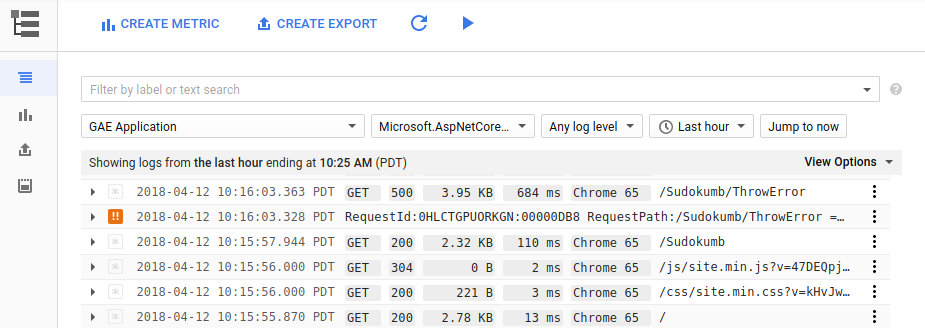 CREATE METRIC CREATE EXPORT
Filter by label or text search
GAE Application Microsoft.AspNetCore… Any log level Last hour Jump to now
Showing logs from the last hour ending at 10:25 AM (PDT) View Options
2018-04-12 10:16:03.363 PDT GET 500 3.95 KB 684 ms Chrome 65 /Sudokumb/ThrowError
!! 2018-04-12 10:16:03.328 PDT RequestId:0HLCTGPUORKGN:00000DB8 RequestPath:/Sudokumb/ThrowError =…
2018-04-12 10:15:57.944 PDT GET 200 2.32 KB 110 ms Chrome 65 /Sudokumb
2018-04-12 10:15:56.000 PDT GET 304 0 B 2 ms Chrome 65 /js/site.min.js?v=47DEQpj…
2018-04-12 10:15:56.000 PDT GET 200 221 B 3 ms Chrome 65 /css/site.min.css?v=kHvJw…
2018-04-12 10:15:55.870 PDT GET 200 2.78 KB 13 ms Chrome 65 /